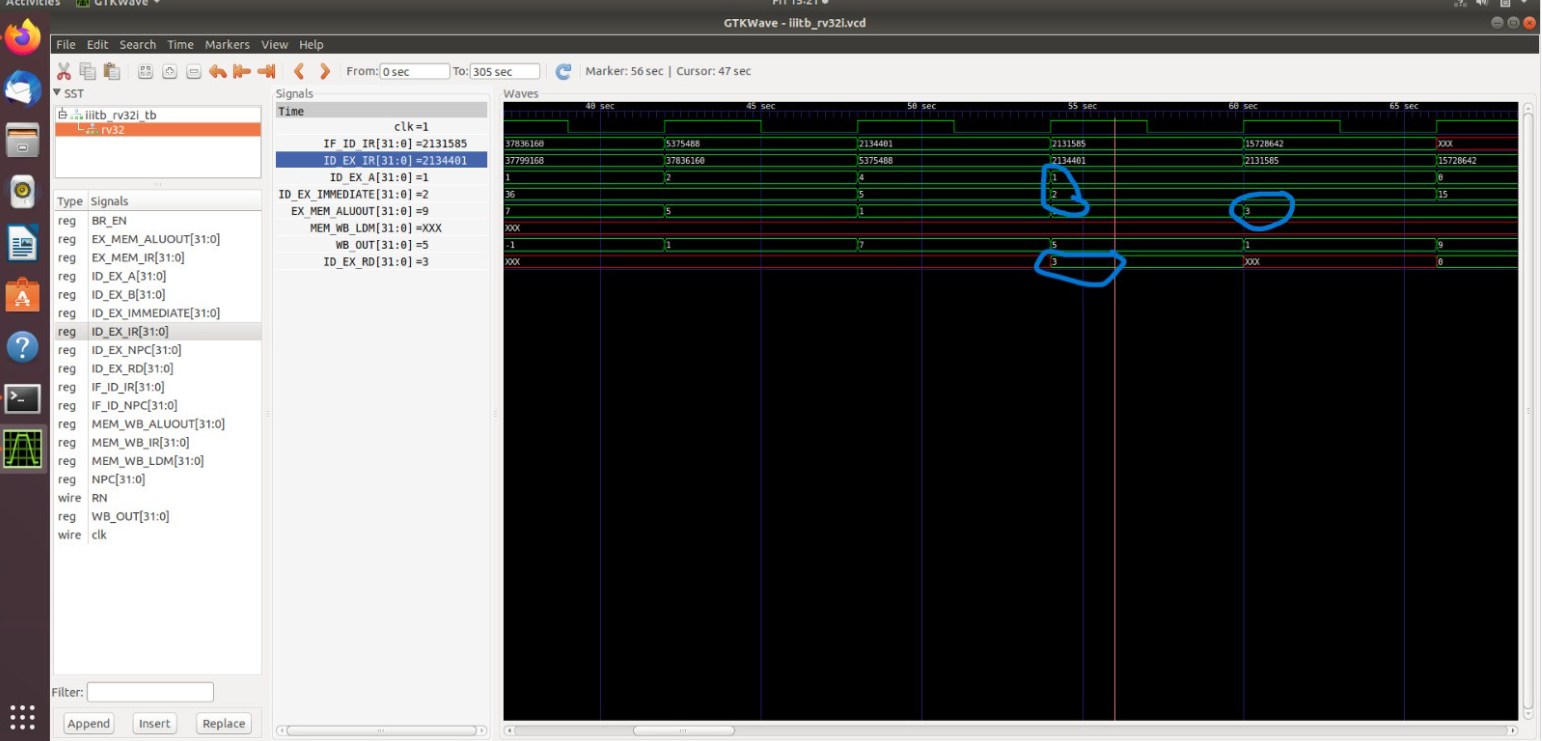 Activities GTKWave Fri 15:21
GTKWave - iiitb_rv32i.vcd
File Edit Search Time Markers View Help
From: 0 sec To: 305 sec Marker: 56 sec | Cursor: 47 sec
SST
iiitb_rv32i_tb
rv32
Type Signals
reg BR_EN
reg EX_MEM_ALUOUT[31:0]
reg EX_MEM_IR[31:0]
reg ID_EX_A[31:0]
reg ID_EX_B[31:0]
reg ID_EX_IMMEDIATE[31:0]
reg ID_EX_IR[31:0]
reg ID_EX_NPC[31:0]
reg ID_EX_RD[31:0]
reg IF_ID_IR[31:0]
reg IF_ID_NPC[31:0]
reg MEM_WB_ALUOUT[31:0]
reg MEM_WB_IR[31:0]
reg MEM_WB_LDM[31:0]
reg NPC[31:0]
wire RN
reg WB_OUT[31:0]
wire clk
Filter:
Append Insert Replace
Signals
Time
clk=1
IF_ID_IR[31:0]=2131585
ID_EX_IR[31:0]=2134401
ID_EX_A[31:0]=1
ID_EX_IMMEDIATE[31:0]=2
EX_MEM_ALUOUT[31:0]=9
MEM_WB_LDM[31:0]=XXX
WB_OUT[31:0]=5
ID_EX_RD[31:0]=3
Waves
40 sec 45 sec 50 sec 55 sec 60 sec 65 sec
37836160 5375488 2134401 2131585 15728642 XXX
37799168 37836160 5375488 2134401 2131585 15728642
1 2 4 1 0
36 5 2 15
7 5 1 3
XXX
-1 1 7 5 1 9
XXX 3 XXX 0